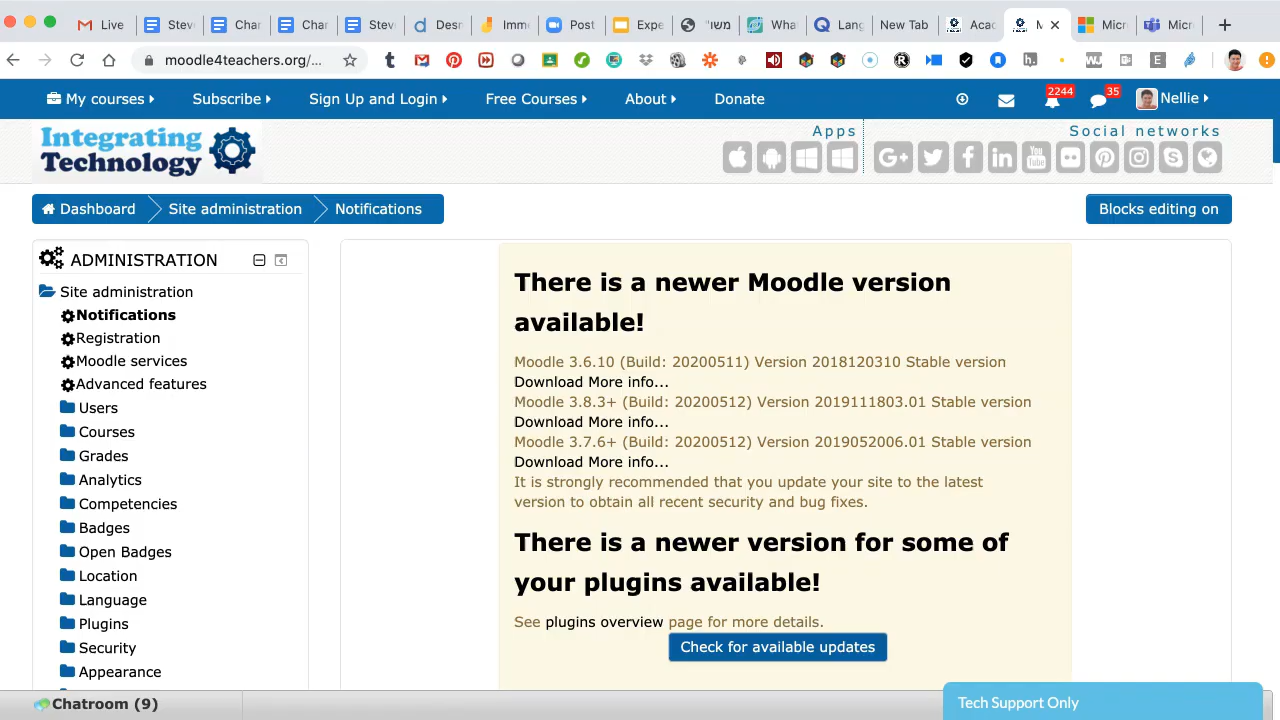 Live
Steve
Char
Char
Steve
Desm
Imme
Post
Expe
משו"
Wha
Lang
New Tab
Acac
M
Micro
Micr
moodle4teachers.org/...
My courses
Subscribe
Sign Up and Login
Free Courses
About
Donate
2244
35
Nellie
Integrating
Technology
Apps
Social networks
Dashboard
Site administration
Notifications
Blocks editing on
ADMINISTRATION
Site administration
Notifications
Registration
Moodle services
Advanced features
Users
Courses
Grades
Analytics
Competencies
Badges
Open Badges
Location
Language
Plugins
Security
Appearance
There is a newer Moodle version
available!
Moodle 3.6.10 (Build: 20200511) Version 2018120310 Stable version
Download More info...
Moodle 3.8.3+ (Build: 20200512) Version 2019111803.01 Stable version
Download More info...
Moodle 3.7.6+ (Build: 20200512) Version 2019052006.01 Stable version
Download More info...
It is strongly recommended that you update your site to the latest
version to obtain all recent security and bug fixes.
There is a newer version for some of
your plugins available!
See plugins overview page for more details.
Check for available updates
Chatroom (9)
Tech Support Only